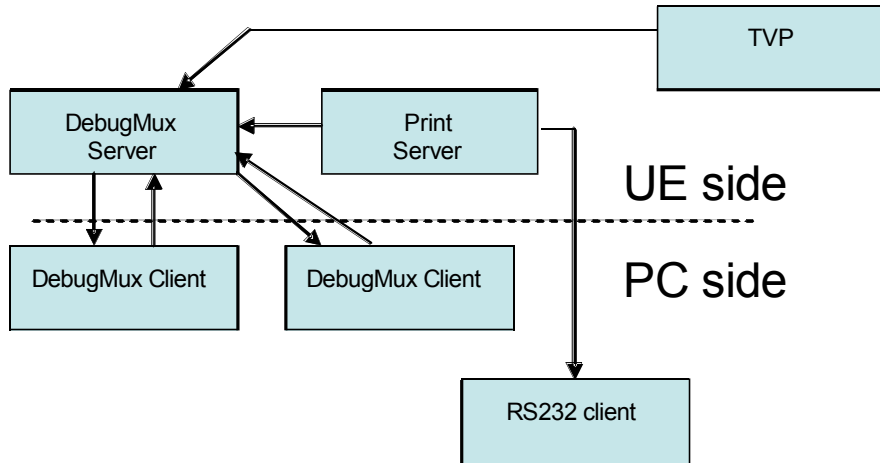 TVP
DebugMux
Server
Print
Server
UE side
DebugMux Client
DebugMux Client
PC side
RS232 client